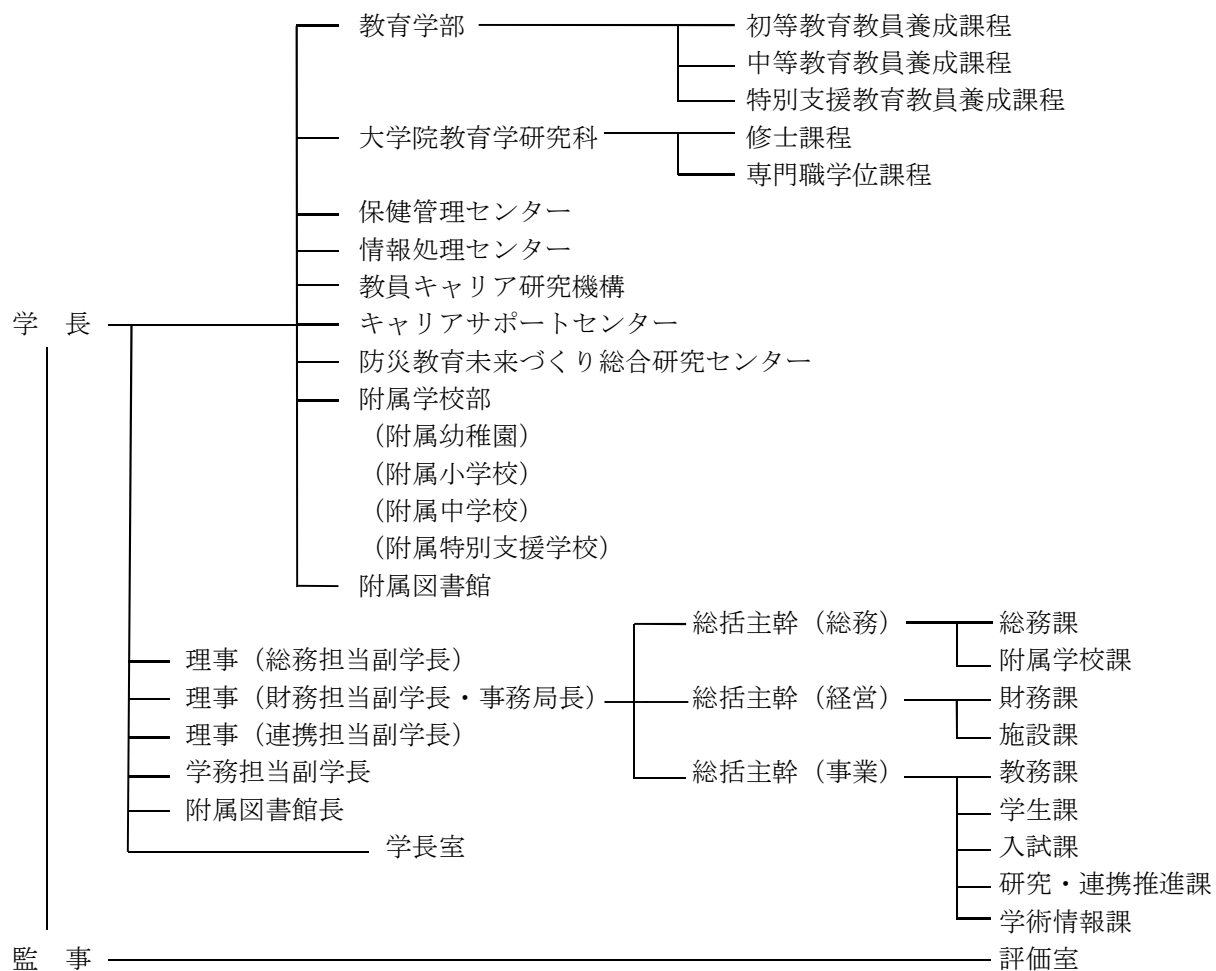 教育学部 初等教育教員養成課程
中等教育教員養成課程
特別支援教育教員養成課程
大学院教育学研究科 修士課程
専門職学位課程
保健管理センター
情報処理センター
教員キャリア研究機構
学 長 キャリアサポートセンター
防災教育未来づくり総合研究センター
附属学校部
（附属幼稚園）
（附属小学校）
（附属中学校）
（附属特別支援学校）
附属図書館
総括主幹（総務） 総務課
理事（総務担当副学長） 附属学校課
理事（財務担当副学長・事務局長） 総括主幹（経営） 財務課
理事（連携担当副学長） 施設課
学務担当副学長 総括主幹（事業） 教務課
附属図書館長 学生課
学長室 入試課
研究・連携推進課
学術情報課
監 事 評価室